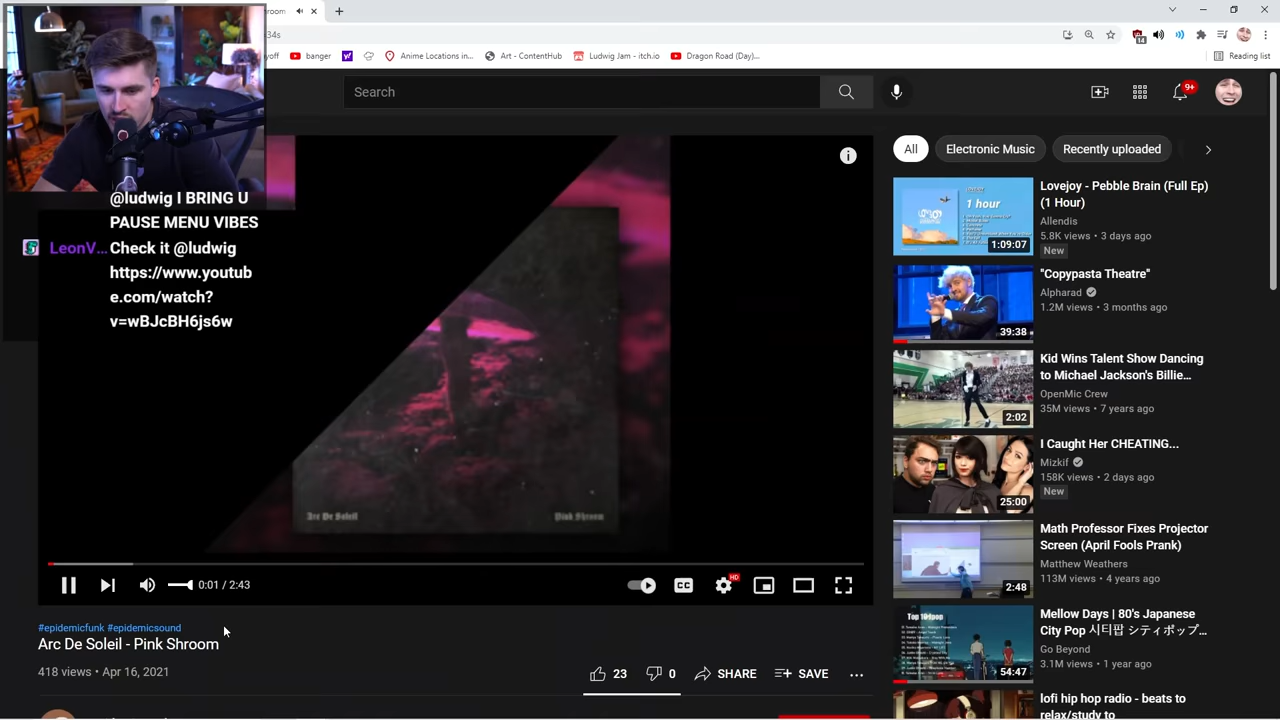 room
34s
yoff
banger
Anime Locations in...
Art - ContentHub
Ludwig Jam - itch.io
Dragon Road (Day)...
Reading list
14
Search
9+
All
Electronic Music
Recently uploaded
@ludwig I BRING U
PAUSE MENU VIBES
LeonV... Check it @ludwig
https://www.youtub
e.com/watch?
v=wBJcBH6js6w
Arc De Soleil
Pink Shroom
0:01 / 2:43
CC
HD
#epidemicfunk #epidemicsound
Arc De Soleil - Pink Shroom
418 views • Apr 16, 2021
23
0
SHARE
SAVE
1 hour
1:09:07
Lovejoy - Pebble Brain (Full Ep)
(1 Hour)
Allendis
5.8K views • 3 days ago
New
39:38
"Copypasta Theatre"
Alpharad
1.2M views • 3 months ago
2:02
Kid Wins Talent Show Dancing
to Michael Jackson's Billie...
OpenMic Crew
35M views • 7 years ago
25:00
I Caught Her CHEATING...
Mizkif
158K views • 2 days ago
New
2:48
Math Professor Fixes Projector
Screen (April Fools Prank)
Matthew Weathers
113M views • 4 years ago
54:47
Mellow Days | 80's Japanese
City Pop 시티팝 シティポップ...
Go Beyond
3.1M views • 1 year ago
lofi hip hop radio - beats to
relax/study to